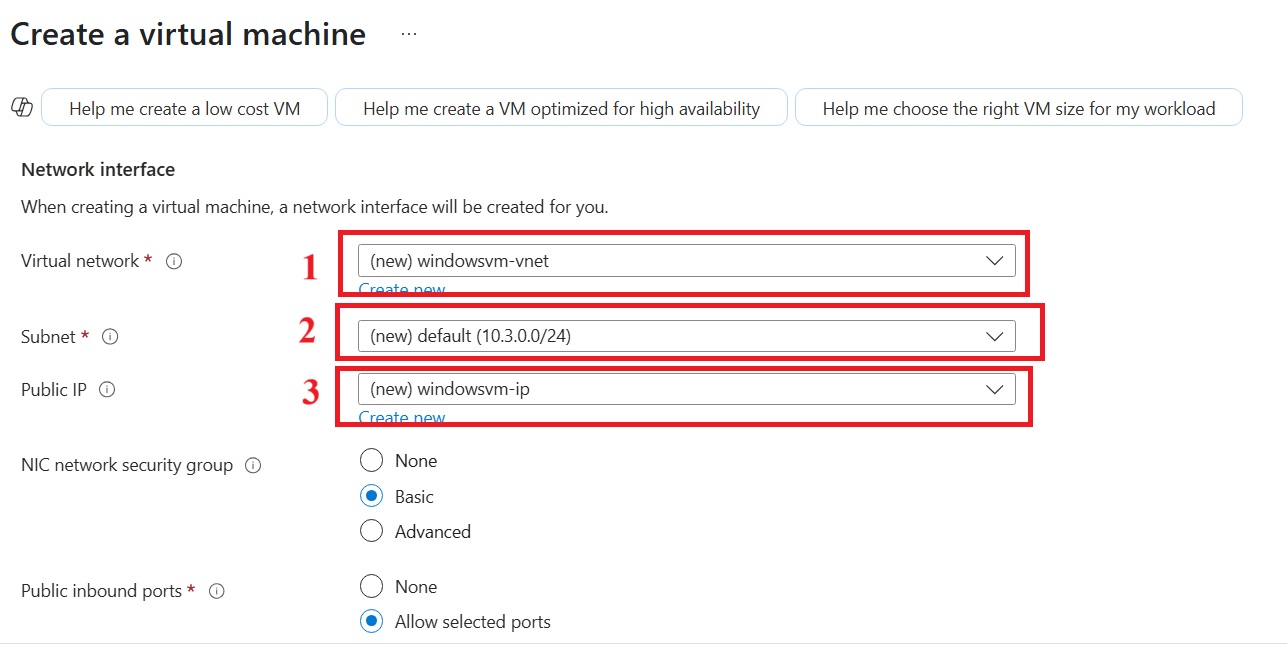 Create a virtual machine ...
Help me create a low cost VM Help me create a VM optimized for high availability Help me choose the right VM size for my workload
Network interface
When creating a virtual machine, a network interface will be created for you.
Virtual network * 1 (new) windowsvm-vnet
Create new
Subnet * 2 (new) default (10.3.0.0/24)
Public IP 3 (new) windowsvm-ip
Create new
NIC network security group None
Basic
Advanced
Public inbound ports * None
Allow selected ports